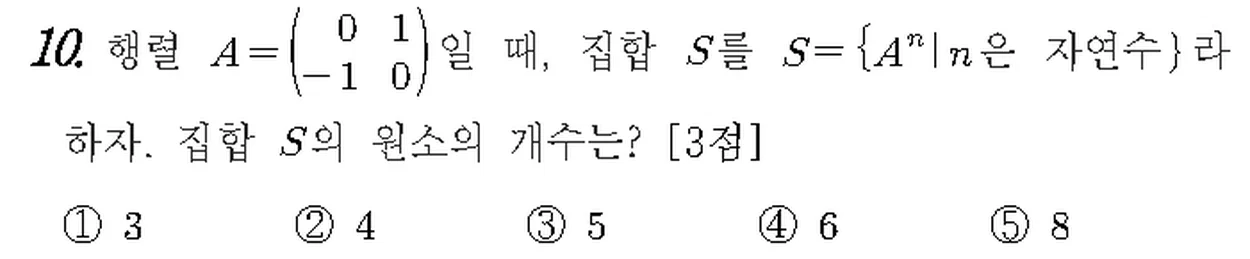 10. 행렬 A=(0 1
-1 0)일 때, 집합 S를 S={Aⁿ|n은 자연수}라
하자. 집합 S의 원소의 개수는? [3점]
① 3 ② 4 ③ 5 ④ 6 ⑤ 8